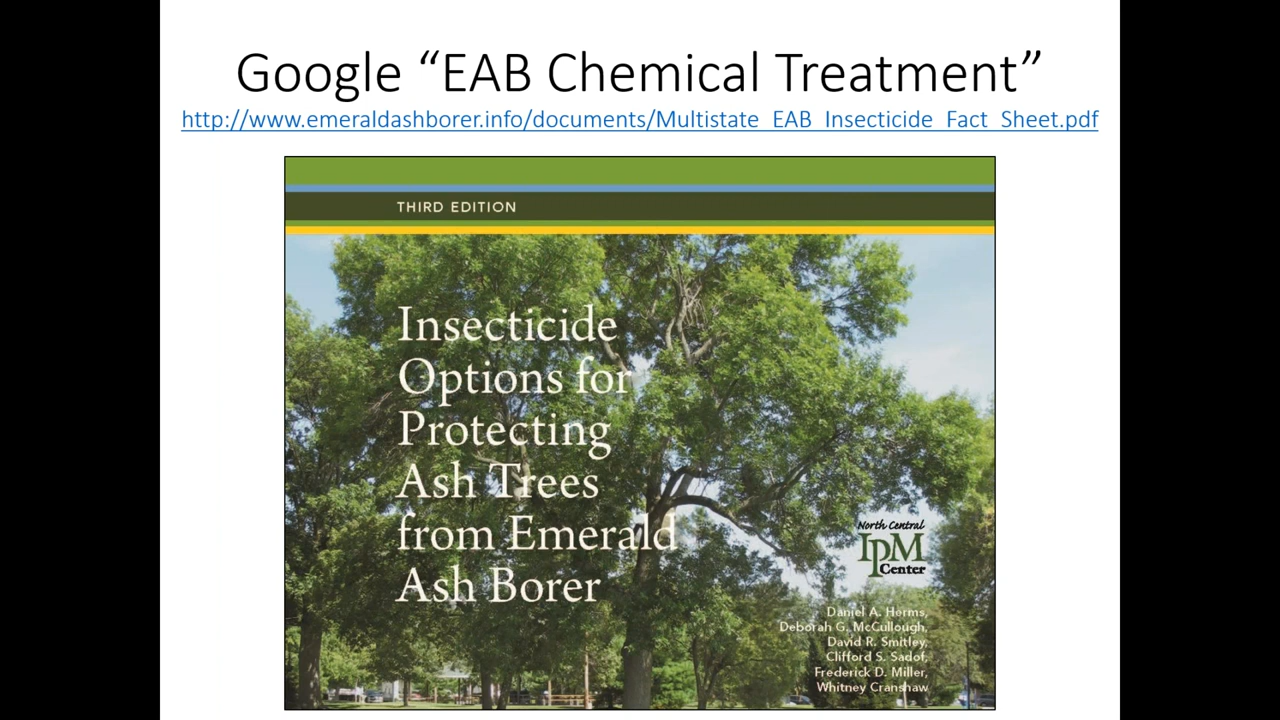 Google “EAB Chemical Treatment”
http://www.emeraldashborer.info/documents/Multistate_EAB_Insecticide_Fact_Sheet.pdf
THIRD EDITION
Insecticide
Options for
Protecting
Ash Trees
from Emerald
Ash Borer
North Central
IPM
Center
Daniel A. Herms,
Deborah G. McCullough,
David R. Smitley,
Clifford S. Sadof,
Frederick D. Miller,
Whitney Cranshaw